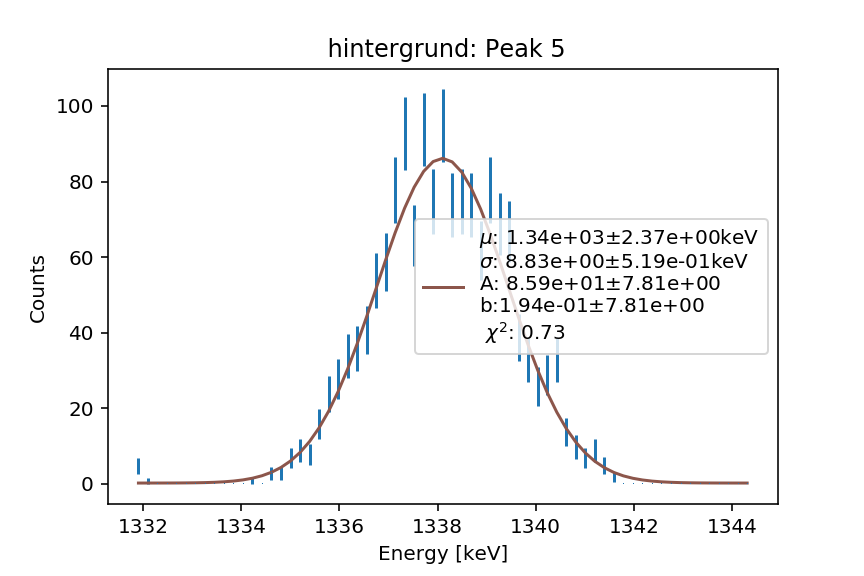 hintergrund: Peak 5
100
80
60
40
20
0
Counts
μ: 1.34e+03±2.37e+00keV
σ: 8.83e+00±5.19e-01keV
A: 8.59e+01±7.81e+00
b:1.94e-01±7.81e+00
χ²: 0.73
1332 1334 1336 1338 1340 1342 1344
Energy [keV]